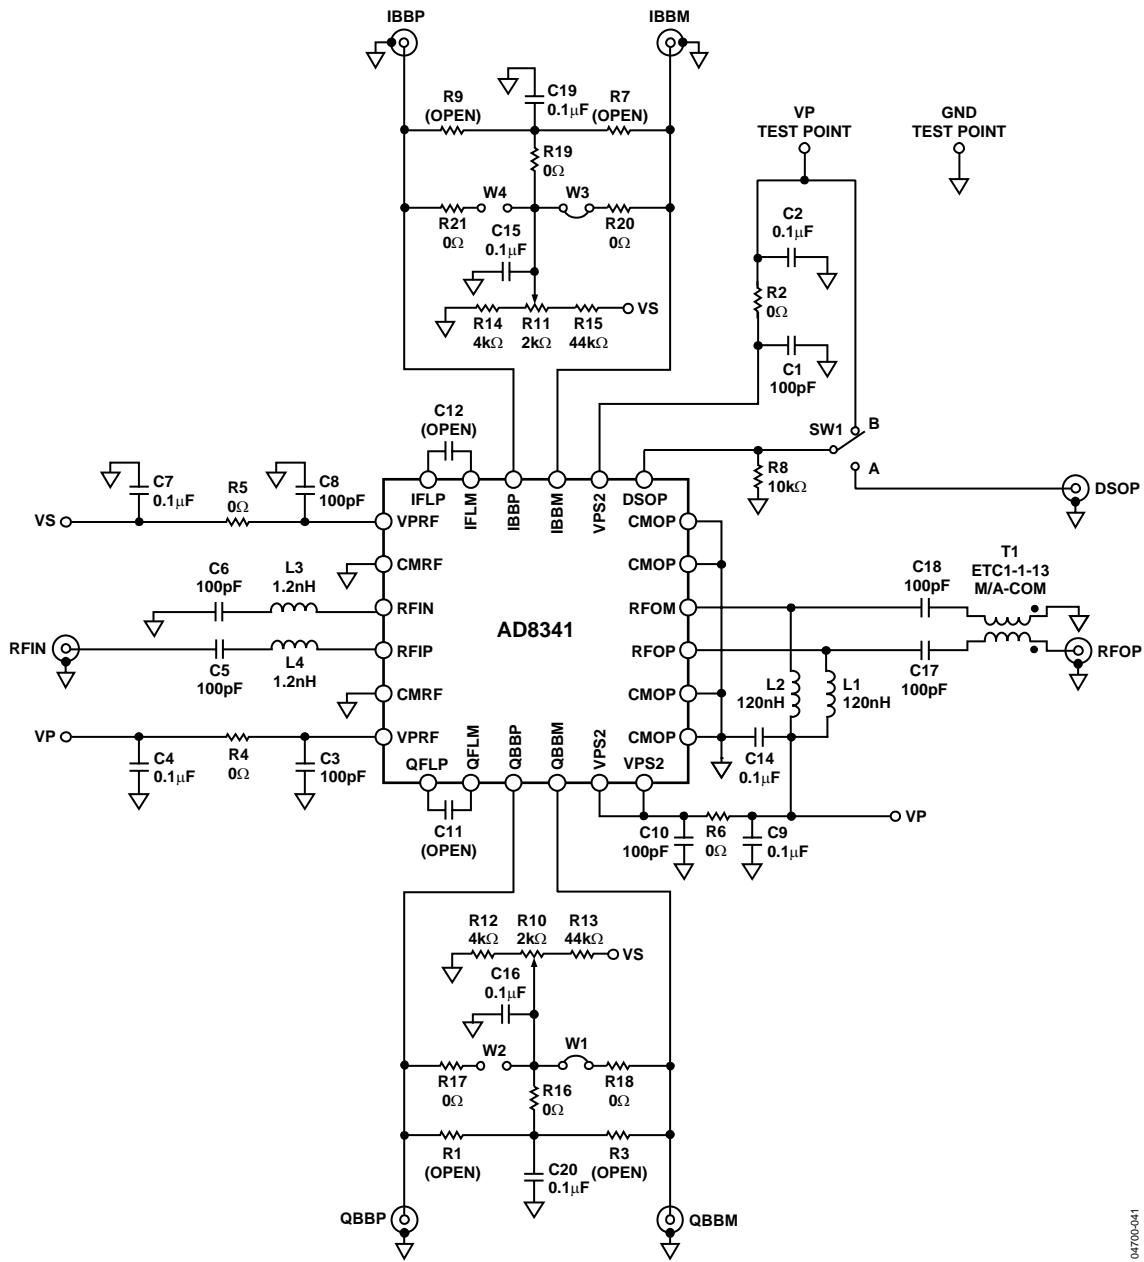 IBBP
IBBM
R9
(OPEN)
C19
0.1µF
R7
(OPEN)
VP
TEST POINT
GND
TEST POINT
R19
0Ω
W4
W3
R21
0Ω
C15
0.1µF
R20
0Ω
C2
0.1µF
R2
0Ω
VS
R14
4kΩ
R11
2kΩ
R15
44kΩ
C1
100pF
C12
(OPEN)
SW1
B
A
R8
10kΩ
DSOP
C7
0.1µF
R5
0Ω
C8
100pF
VS
IFLP
IFLM
IBBP
IBBM
VPS2
DSOP
VPRF
CMOP
CMRF
CMOP
C6
100pF
L3
1.2nH
C18
100pF
T1
ETC1-1-13
M/A-COM
RFIN
RFOM
AD8341
RFIN
RFIP
RFOP
RFOP
C5
100pF
L4
1.2nH
C17
100pF
L2
120nH
L1
120nH
CMRF
CMOP
VP
VPRF
CMOP
C4
0.1µF
R4
0Ω
C3
100pF
QFLP
QFLM
QBBP
QBBM
VPS2
VPS2
C14
0.1µF
C11
(OPEN)
C10
100pF
R6
0Ω
C9
0.1µF
VP
R12
4kΩ
R10
2kΩ
R13
44kΩ
VS
C16
0.1µF
W2
W1
R17
0Ω
R16
0Ω
R18
0Ω
R1
(OPEN)
C20
0.1µF
R3
(OPEN)
QBBP
QBBM
04700-041